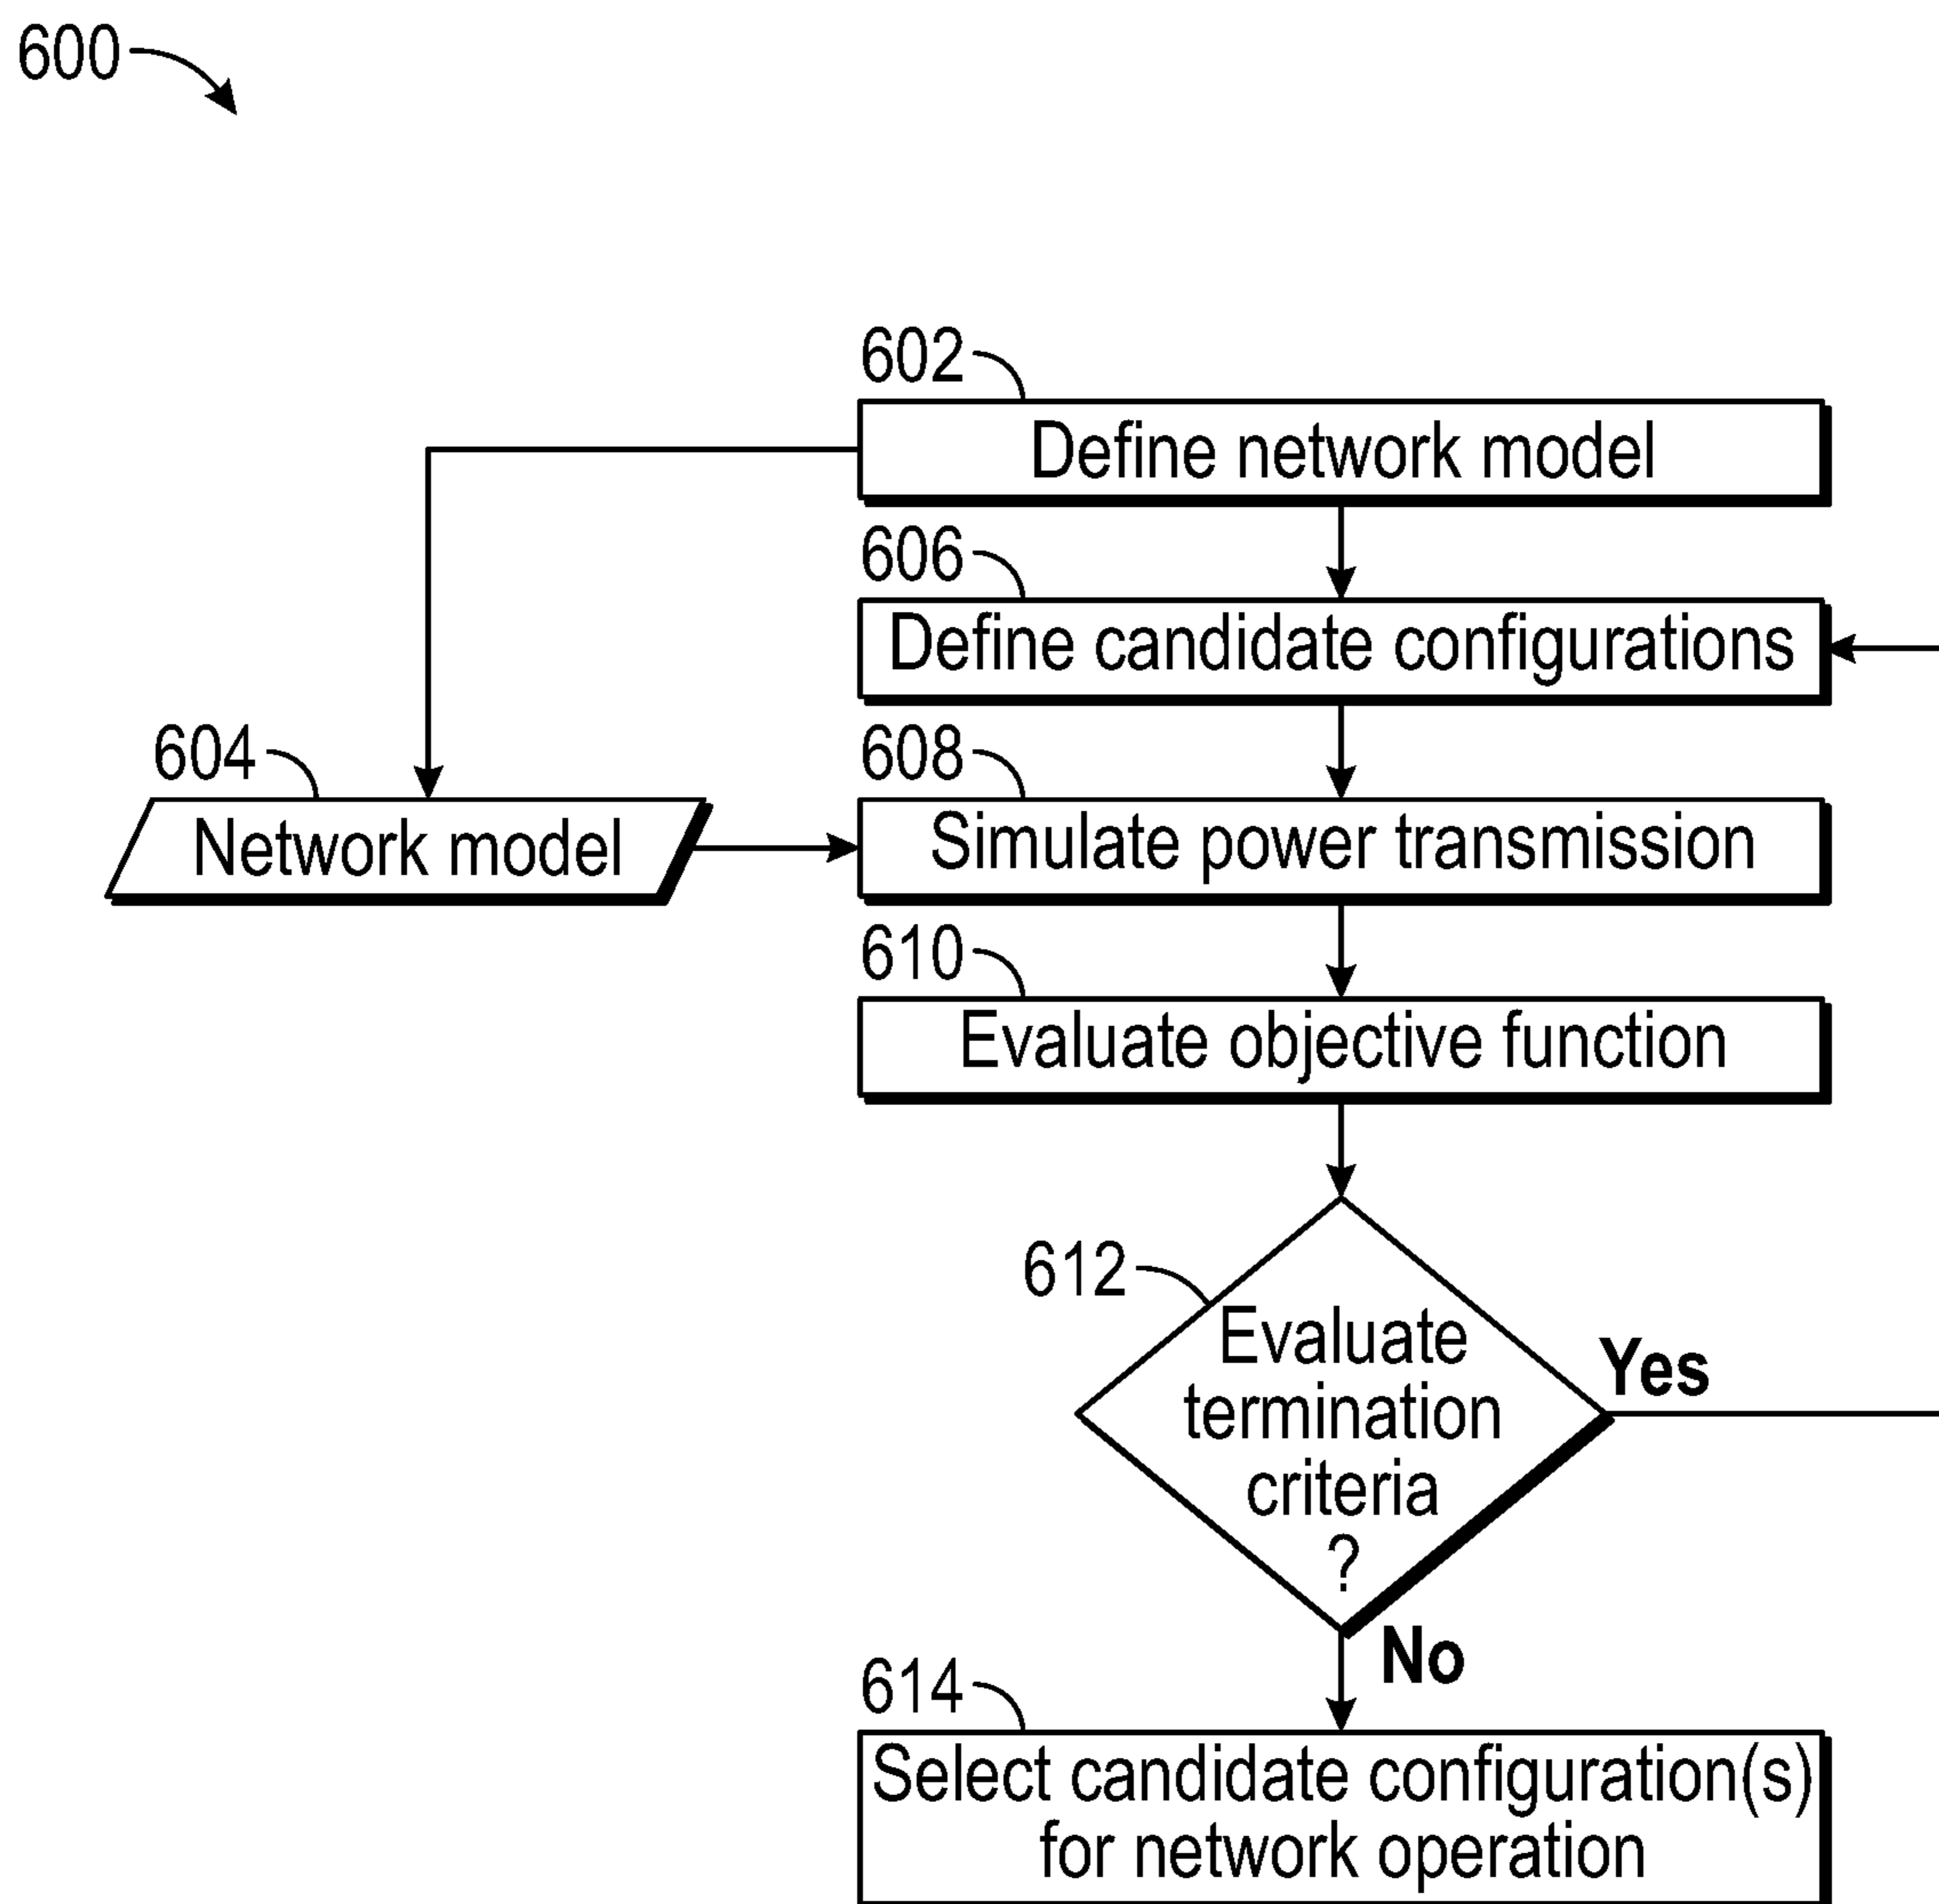 600
602
Define network model
606
Define candidate configurations
604
Network model
608
Simulate power transmission
610
Evaluate objective function
612
Evaluate
termination
criteria
?
Yes
No
614
Select candidate configuration(s)
for network operation